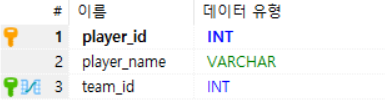 # 이름 데이터 유형
1 player_id INT
2 player_name VARCHAR
3 team_id INT